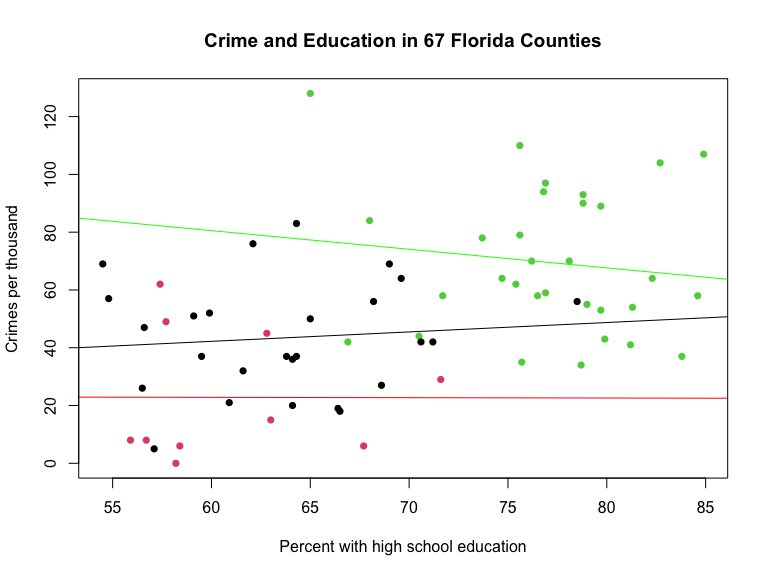 Crime and Education in 67 Florida Counties
Crimes per thousand
120
100
80
60
40
20
0
55 60 65 70 75 80 85
Percent with high school education